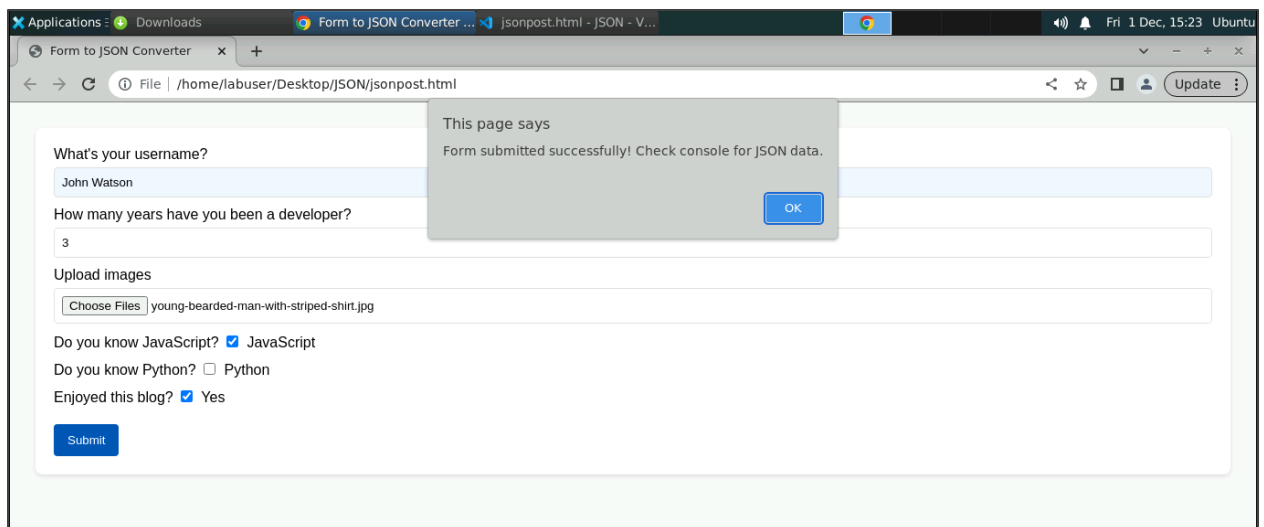 Applications Downloads Form to JSON Converter ... jsonpost.html - JSON - V... Fri 1 Dec, 15:23 Ubuntu
Form to JSON Converter
File /home/labuser/Desktop/JSON/jsonpost.html Update
This page says
Form submitted successfully! Check console for JSON data.
OK
What's your username?
John Watson
How many years have you been a developer?
3
Upload images
Choose Files young-bearded-man-with-striped-shirt.jpg
Do you know JavaScript? JavaScript
Do you know Python? Python
Enjoyed this blog? Yes
Submit